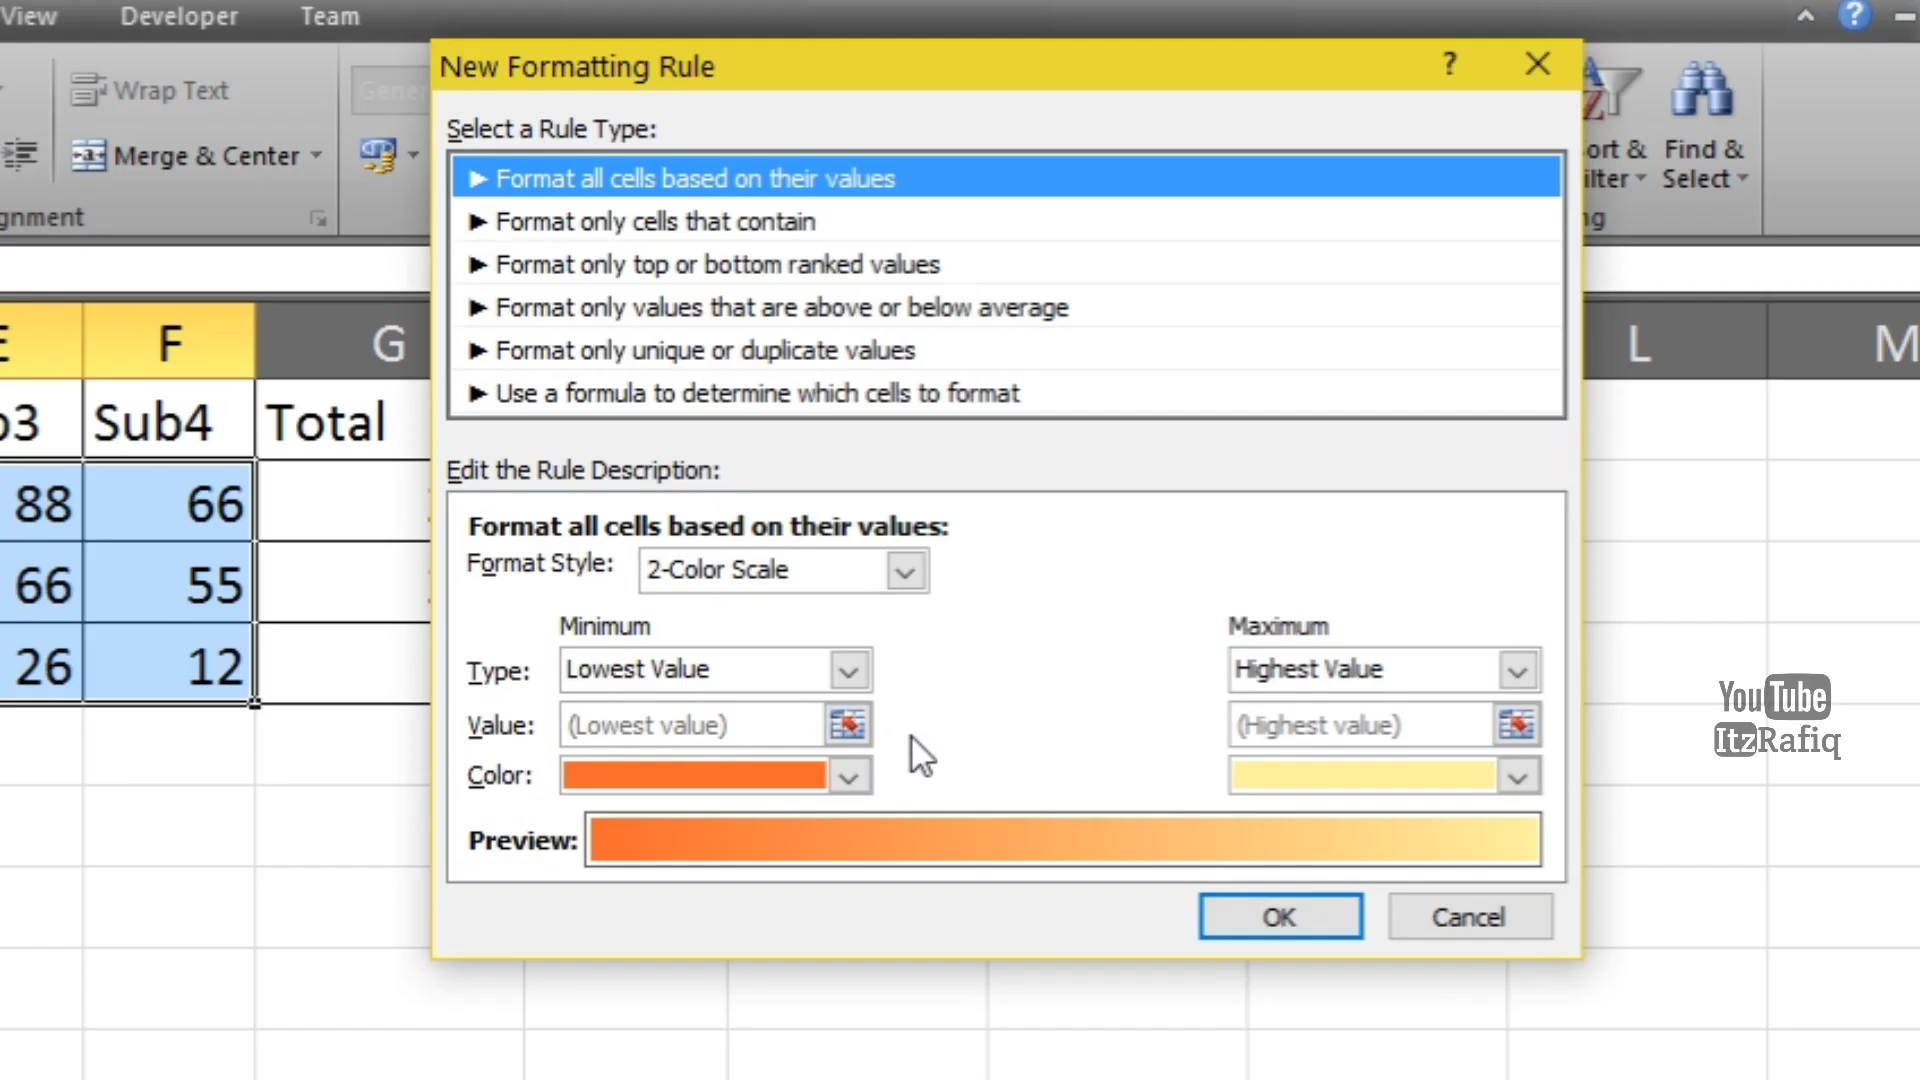 View Developer Team
?
New Formatting Rule ?
Wrap Text
Select a Rule Type:
Merge & Center
Find &
Select
Format all cells based on their values
Format only cells that contain
Format only top or bottom ranked values
Format only values that are above or below average
Format only unique or duplicate values
Use a formula to determine which cells to format
F G L M
Sub4 Total
88 66
66 55
26 12
Edit the Rule Description:
Format all cells based on their values:
Format Style: 2-Color Scale
Minimum Maximum
Type: Lowest Value Highest Value
Value: (Lowest value) (Highest value)
Color:
Preview:
OK Cancel
YouTube
ItzRafiq